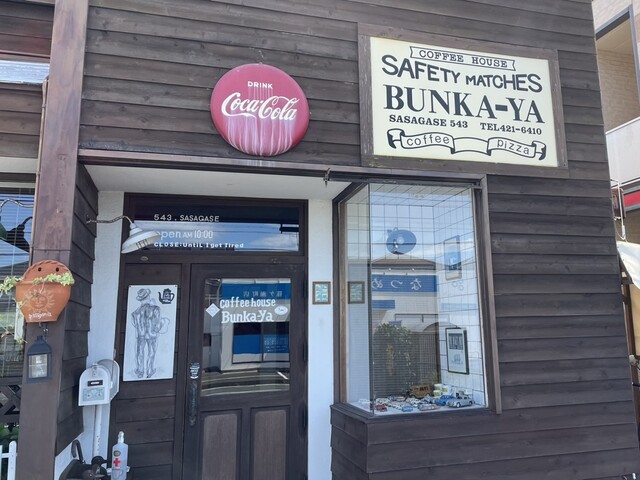 COFFEE HOUSE
SAFETY MATCHES
BUNKA-YA
SASAGASE 543 TEL421-6410
coffee pizza
DRINK
Coca-Cola
543. SASAGASE
open AM 10:00
CLOSE:UNTIL I got Tired
coffee house
Bunka-Ya